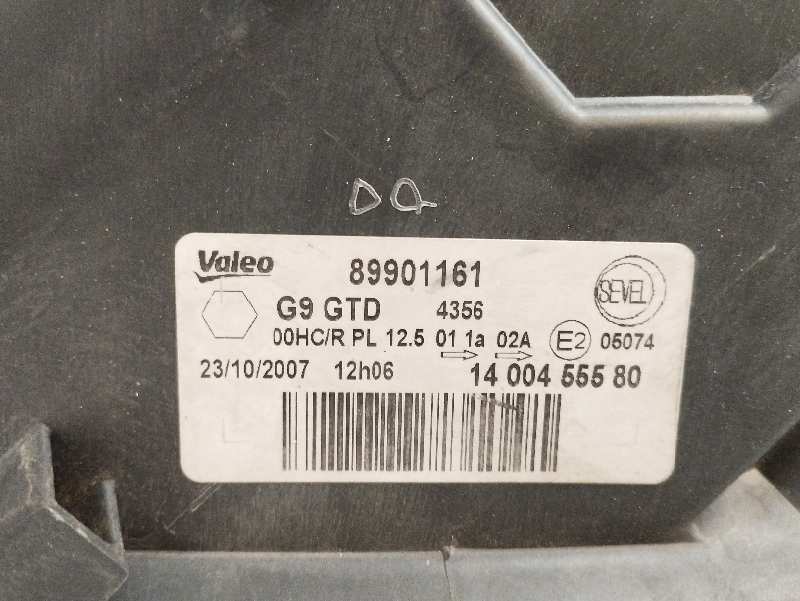 DQ
Valeo 89901161
SEVEL
G9 GTD 4356
00HC/R PL 12.5 01 1a 02A E2 05074
23/10/2007 12h06 14 004 555 80